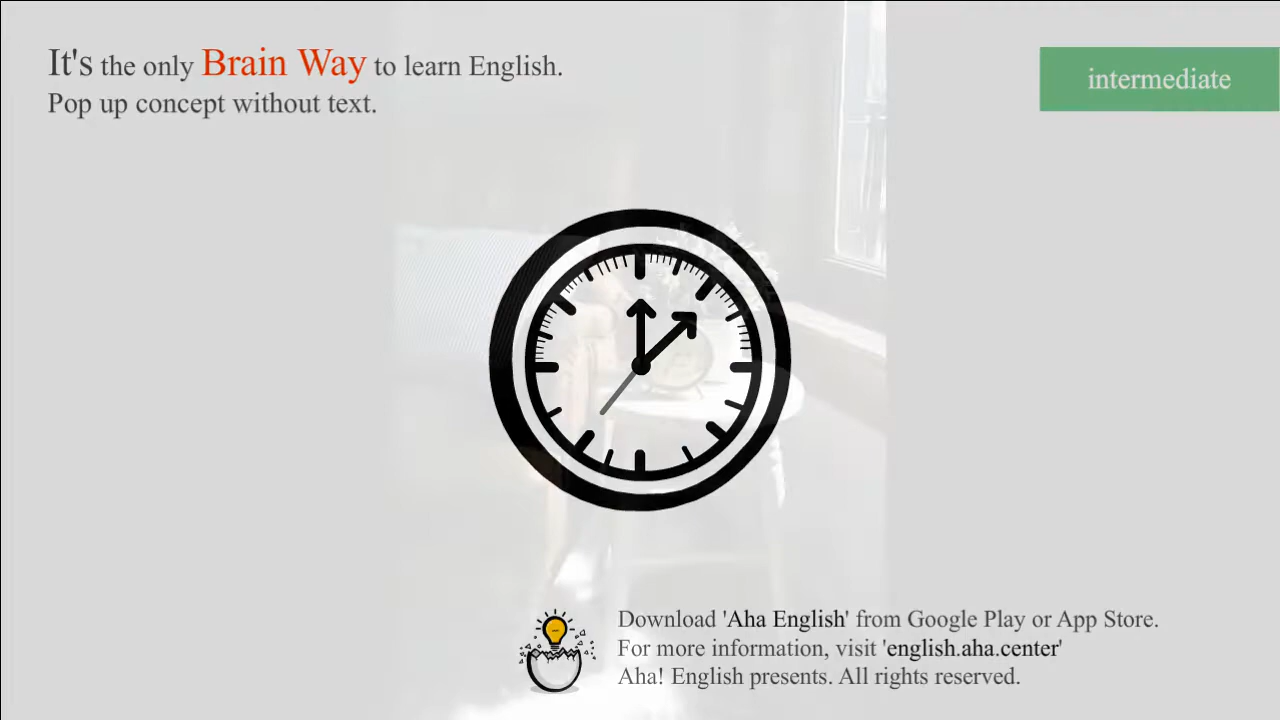 It's the only Brain Way to learn English.
Pop up concept without text.
intermediate
Download 'Aha English' from Google Play or App Store.
For more information, visit 'english.aha.center'
Aha! English presents. All rights reserved.